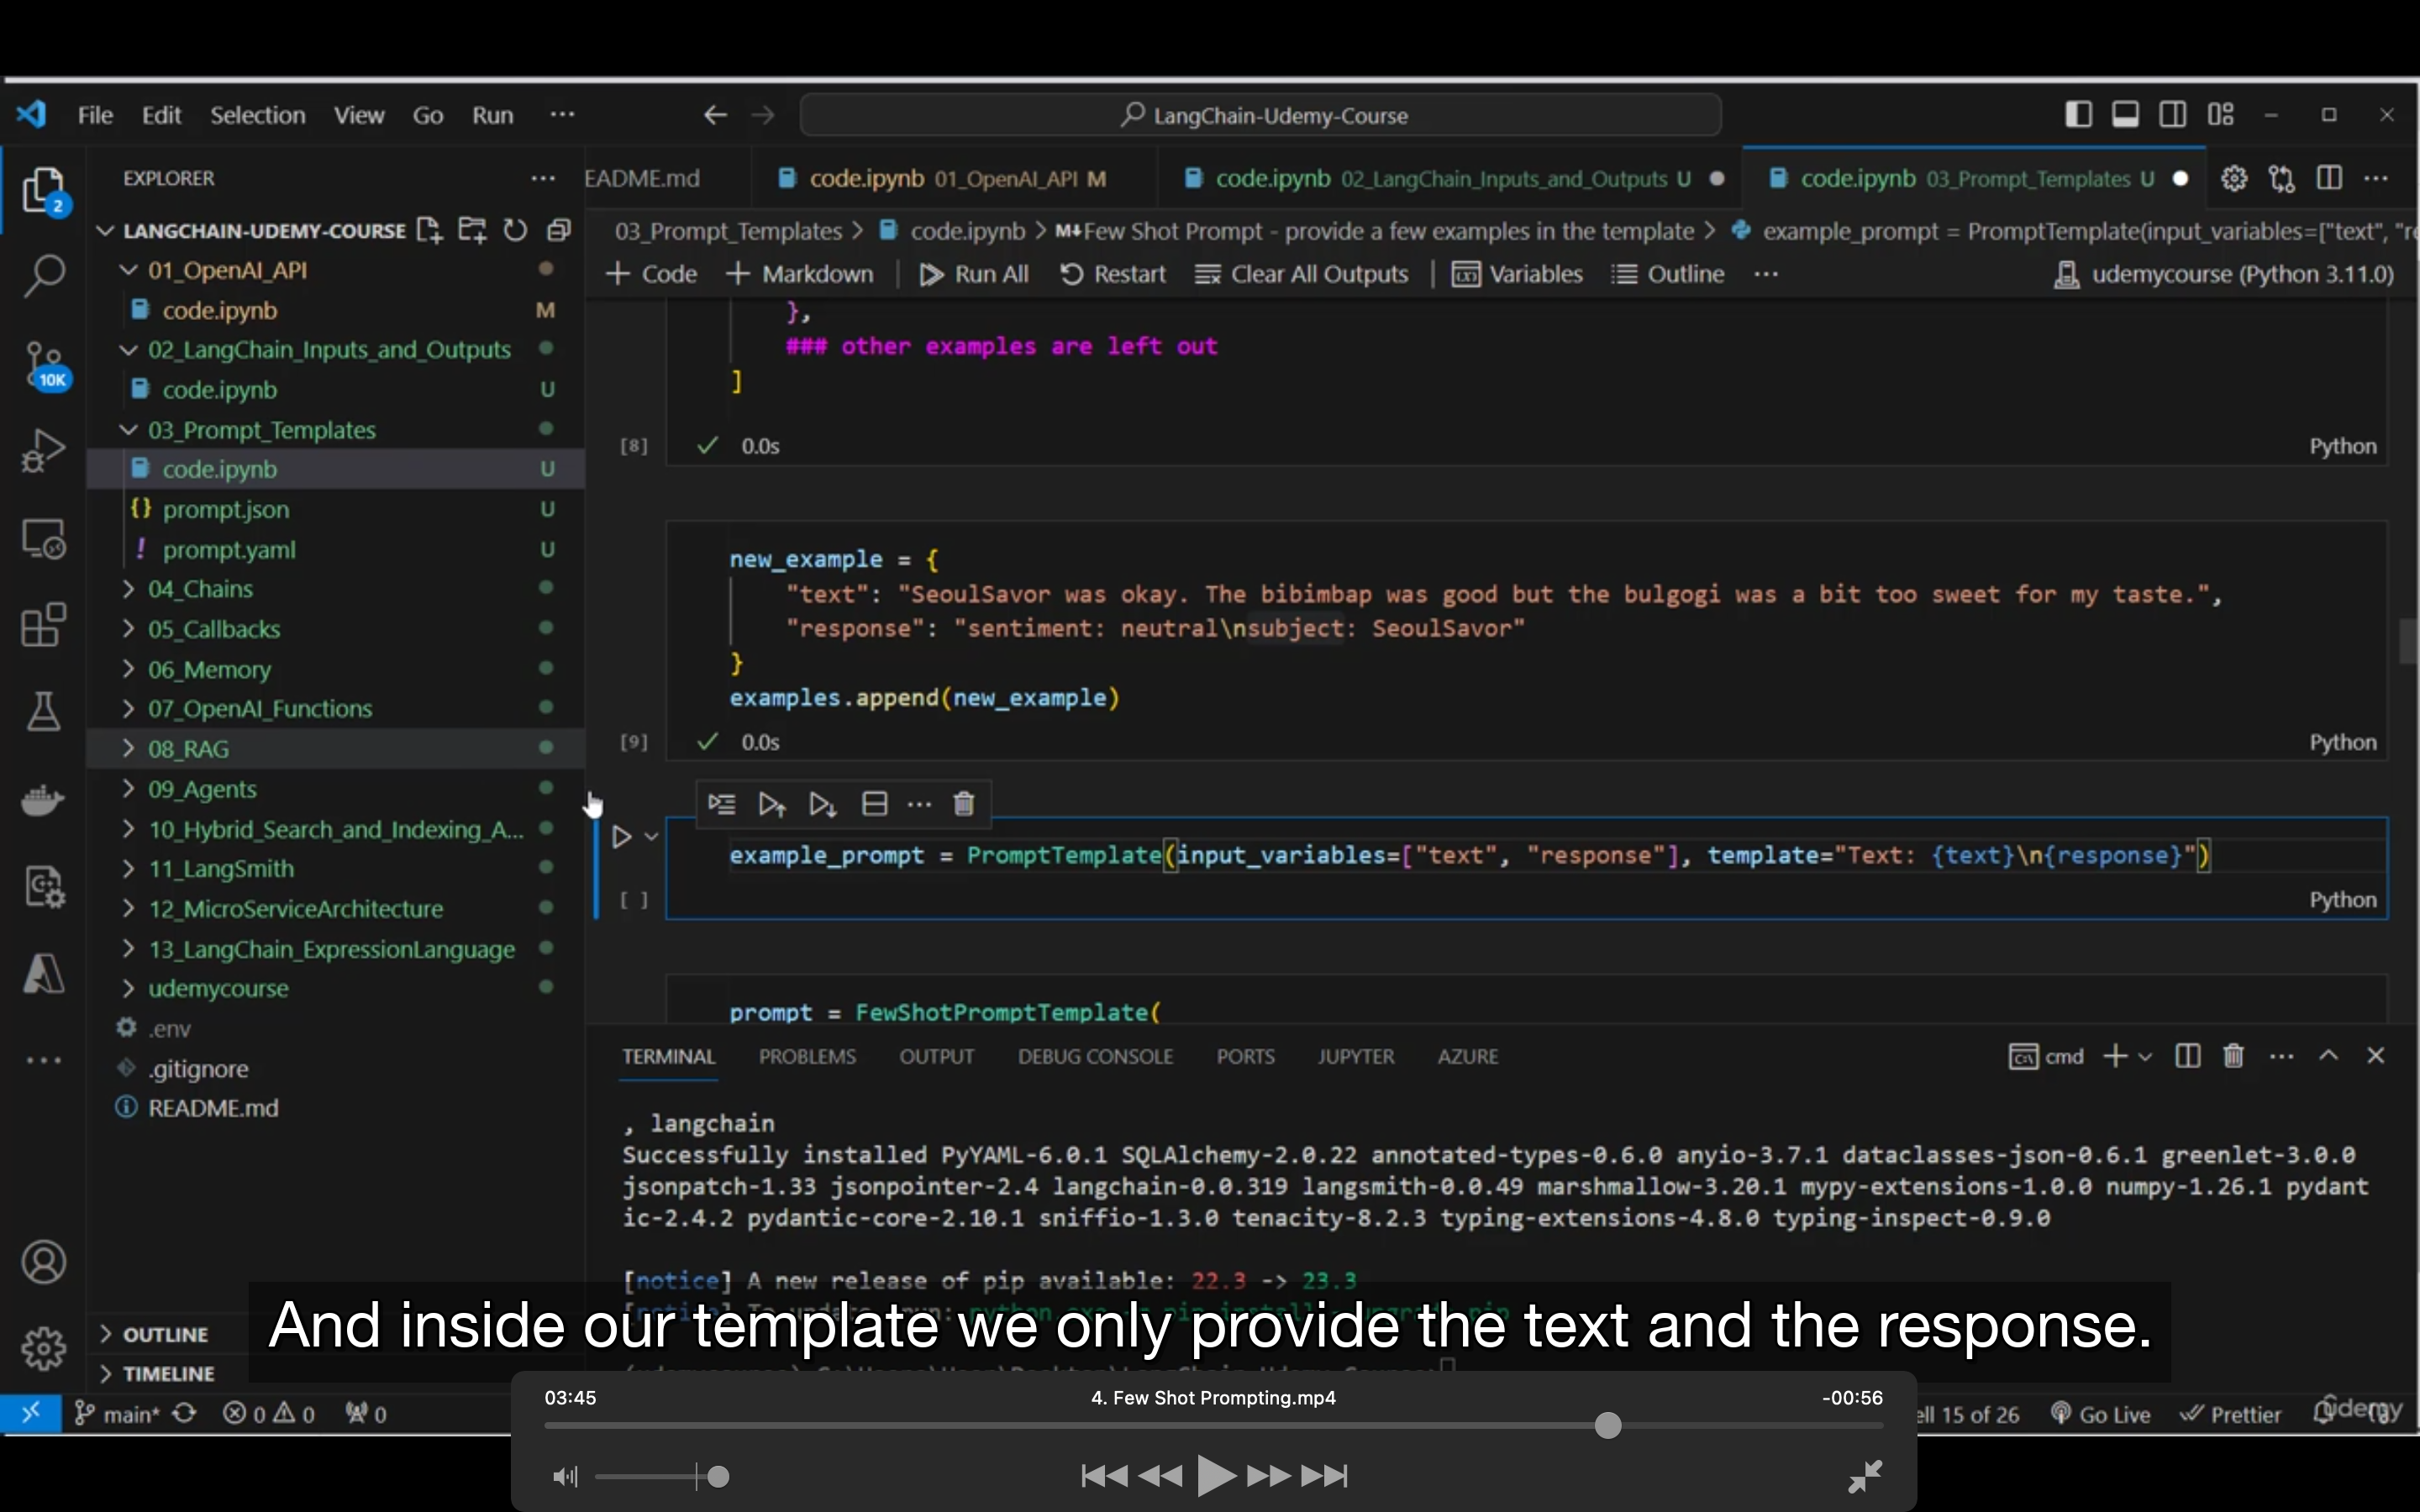 File Edit Selection View Go Run ... LangChain-Udemy-Course
EXPLORER
EADME.md code.ipynb 01_OpenAI_API M code.ipynb 02_LangChain_Inputs_and_Outputs U code.ipynb 03_Prompt_Templates U
2
LANGCHAIN-UDEMY-COURSE
03_Prompt_Templates > code.ipynb > M↓Few Shot Prompt - provide a few examples in the template > example_prompt = PromptTemplate(input_variables=["text", "re
+ Code + Markdown Run All Restart Clear All Outputs Variables Outline ... udemycourse (Python 3.11.0)
01_OpenAI_API
code.ipynb M
02_LangChain_Inputs_and_Outputs
10K
code.ipynb U
03_Prompt_Templates
code.ipynb U
prompt.json U
prompt.yaml U
04_Chains
05_Callbacks
06_Memory
07_OpenAI_Functions
08_RAG
09_Agents
10_Hybrid_Search_and_Indexing_A...
11_LangSmith
12_MicroServiceArchitecture
13_LangChain_ExpressionLanguage
udemycourse
.env
.gitignore
README.md
OUTLINE
TIMELINE
},
### other examples are left out
]
[8] 0.0s Python
new_example = {
"text": "SeoulSavor was okay. The bibimbap was good but the bulgogi was a bit too sweet for my taste.",
"response": "sentiment: neutral\nsubject: SeoulSavor"
}
examples.append(new_example)
[9] 0.0s Python
example_prompt = PromptTemplate(input_variables=["text", "response"], template="Text: {text}\n{response}")
[ ] Python
prompt = FewShotPromptTemplate(
TERMINAL PROBLEMS OUTPUT DEBUG CONSOLE PORTS JUPYTER AZURE cmd
, langchain
Successfully installed PyYAML-6.0.1 SQLAlchemy-2.0.22 annotated-types-0.6.0 anyio-3.7.1 dataclasses-json-0.6.1 greenlet-3.0.0
jsonpatch-1.33 jsonpointer-2.4 langchain-0.0.319 langsmith-0.0.49 marshmallow-3.20.1 mypy-extensions-1.0.0 numpy-1.26.1 pydant
ic-2.4.2 pydantic-core-2.10.1 sniffio-1.3.0 tenacity-8.2.3 typing-extensions-4.8.0 typing-inspect-0.9.0
[notice] A new release of pip available: 22.3 -> 23.3
And inside our template we only provide the text and the response.
main* 0 0 0
ell 15 of 26 Go Live Prettier
udemy
03:45 4. Few Shot Prompting.mp4 -00:56